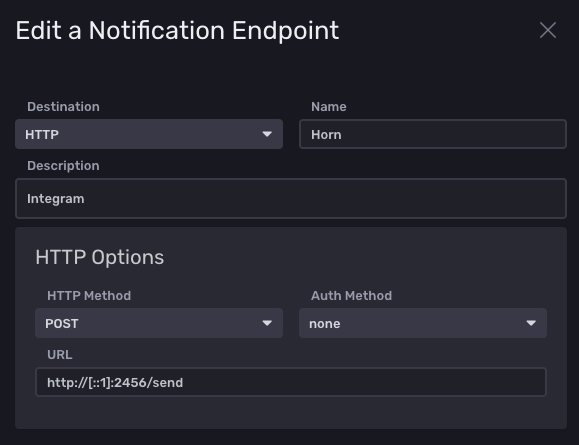 Edit a Notification Endpoint
Destination
Name
HTTP
Horn
Description
Integram
HTTP Options
HTTP Method
Auth Method
POST
none
URL
http://[::1]:2456/send